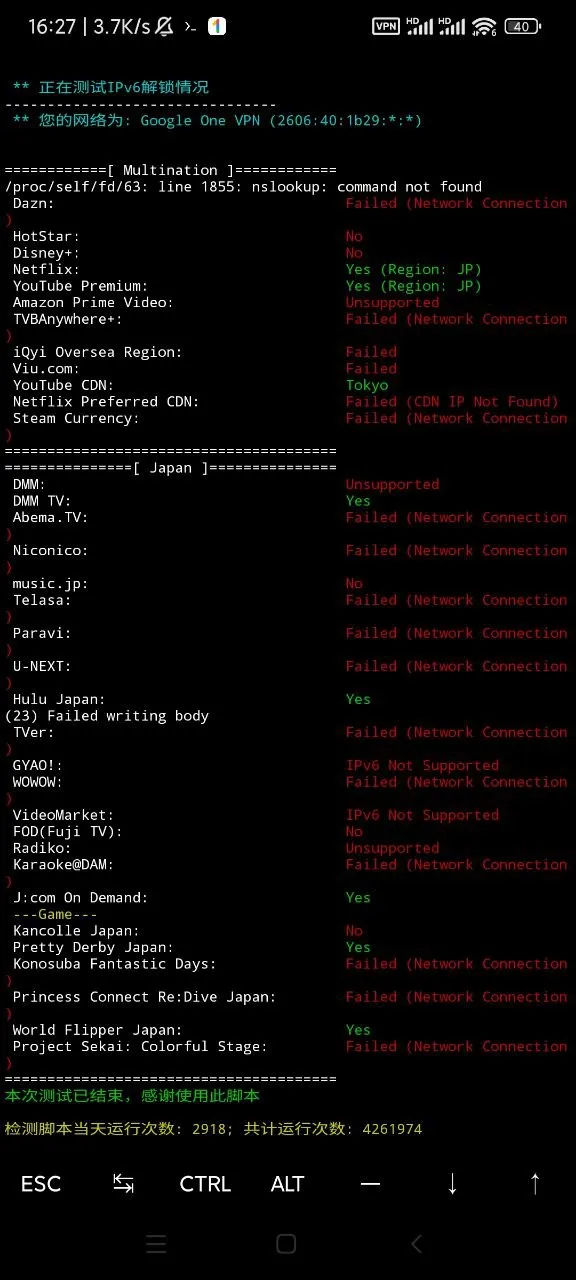 16:27 | 3.7K/s >_ 1 VPN HD HD 6 40
** 正在测试IPv6解锁情况
--------------------------------
** 您的网络为: Google One VPN (2606:40:1b29:*:*)
============[ Multination ]============
/proc/self/fd/63: line 1855: nslookup: command not found
Dazn: Failed (Network Connection
)
HotStar: No
Disney+: No
Netflix: Yes (Region: JP)
YouTube Premium: Yes (Region: JP)
Amazon Prime Video: Unsupported
TVBAnywhere+: Failed (Network Connection
)
iQyi Oversea Region: Failed
Viu.com: Failed
YouTube CDN: Tokyo
Netflix Preferred CDN: Failed (CDN IP Not Found)
Steam Currency: Failed (Network Connection
)
=======================================
===============[ Japan ]===============
DMM: Unsupported
DMM TV: Yes
Abema.TV: Failed (Network Connection
)
Niconico: Failed (Network Connection
)
music.jp: No
Telasa: Failed (Network Connection
)
Paravi: Failed (Network Connection
)
U-NEXT: Failed (Network Connection
)
Hulu Japan: Yes
(23) Failed writing body
TVer: Failed (Network Connection
)
GYAO!: IPv6 Not Supported
WOWOW: Failed (Network Connection
)
VideoMarket: IPv6 Not Supported
FOD(Fuji TV): No
Radiko: Unsupported
Karaoke@DAM: Failed (Network Connection
)
J:com On Demand: Yes
---Game---
Kancolle Japan: No
Pretty Derby Japan: Yes
Konosuba Fantastic Days: Failed (Network Connection
)
Princess Connect Re:Dive Japan: Failed (Network Connection
)
World Flipper Japan: Yes
Project Sekai: Colorful Stage: Failed (Network Connection
)
=======================================
本次测试已结束，感谢使用此脚本
检测脚本当天运行次数: 2918; 共计运行次数: 4261974
ESC ↹ CTRL ALT — ↓ ↑